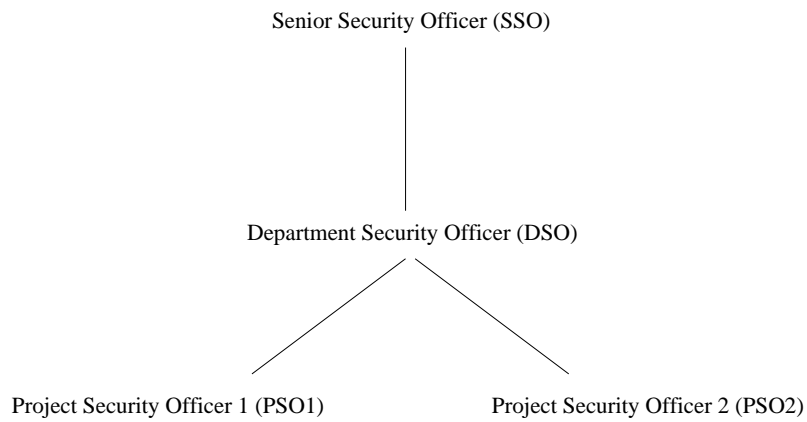 Senior Security Officer (SSO)
Department Security Officer (DSO)
Project Security Officer 1 (PSO1)
Project Security Officer 2 (PSO2)